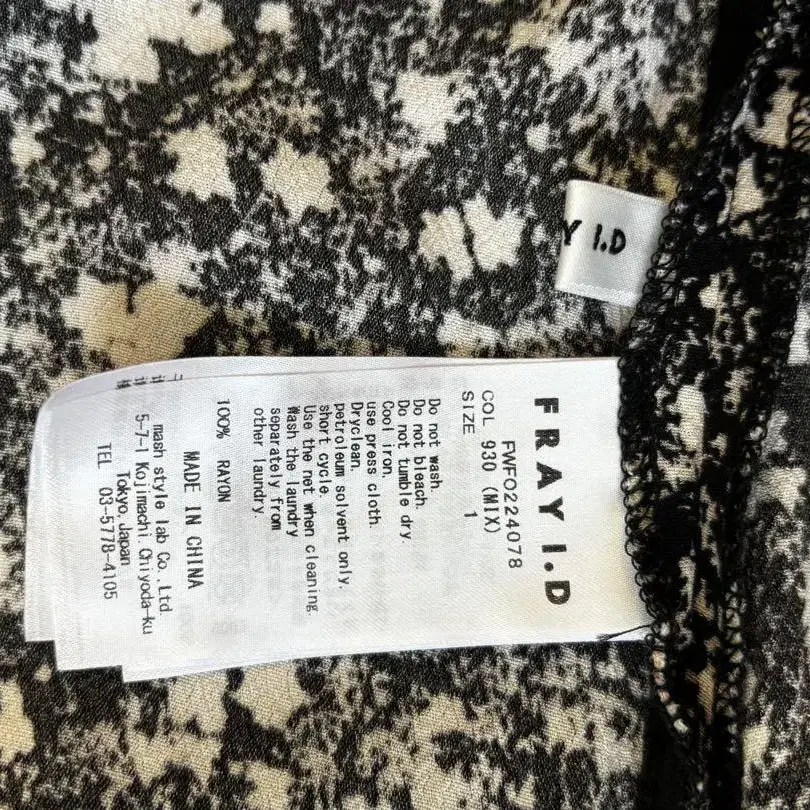 FRAY I.D
FWFO224078
COL 930 (MIX)
SIZE 1
Do not wash.
Do not bleach.
Do not tumble dry.
Cool iron,
use press cloth.
Dryclean,
petroleum solvent only.
short cycle.
Use the net when cleaning.
Wash the laundry
separately from
other laundry.
100% RAYON
MADE IN CHINA
mash style lab Co.,Ltd
5-7-1 Kojimachi,Chiyoda-ku
Tokyo,Japan
TEL 03-5778-4105
Y I.D